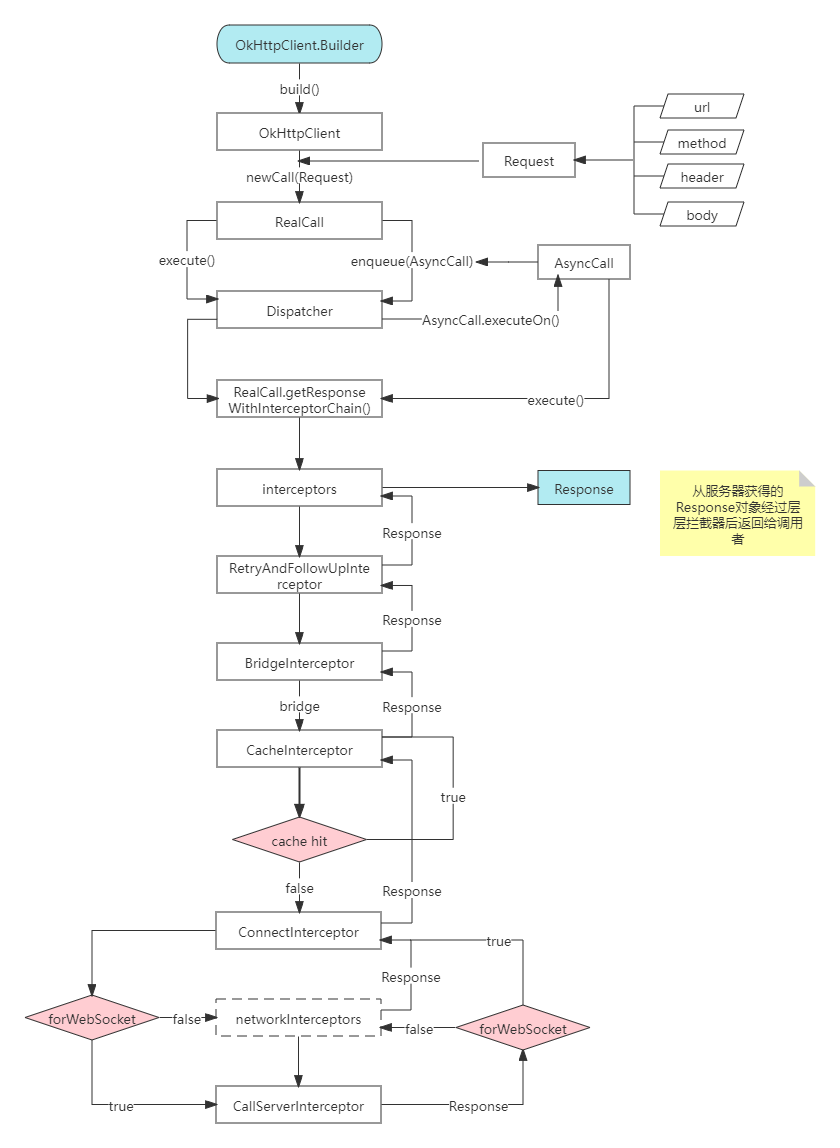 OkHttpClient.Builder
build()
OkHttpClient
url
method
header
body
Request
newCall(Request)
RealCall
execute()
enqueue(AsyncCall)
AsyncCall
Dispatcher
AsyncCall.executeOn()
RealCall.getResponse
WithInterceptorChain()
execute()
interceptors
Response
从服务器获得的
Response对象经过层
层拦截器后返回给调用
者
Response
RetryAndFollowUpInte
rceptor
Response
BridgeInterceptor
bridge
Response
CacheInterceptor
true
cache hit
false
Response
ConnectInterceptor
true
Response
forWebSocket
false
networkInterceptors
false
forWebSocket
true
CallServerInterceptor
Response